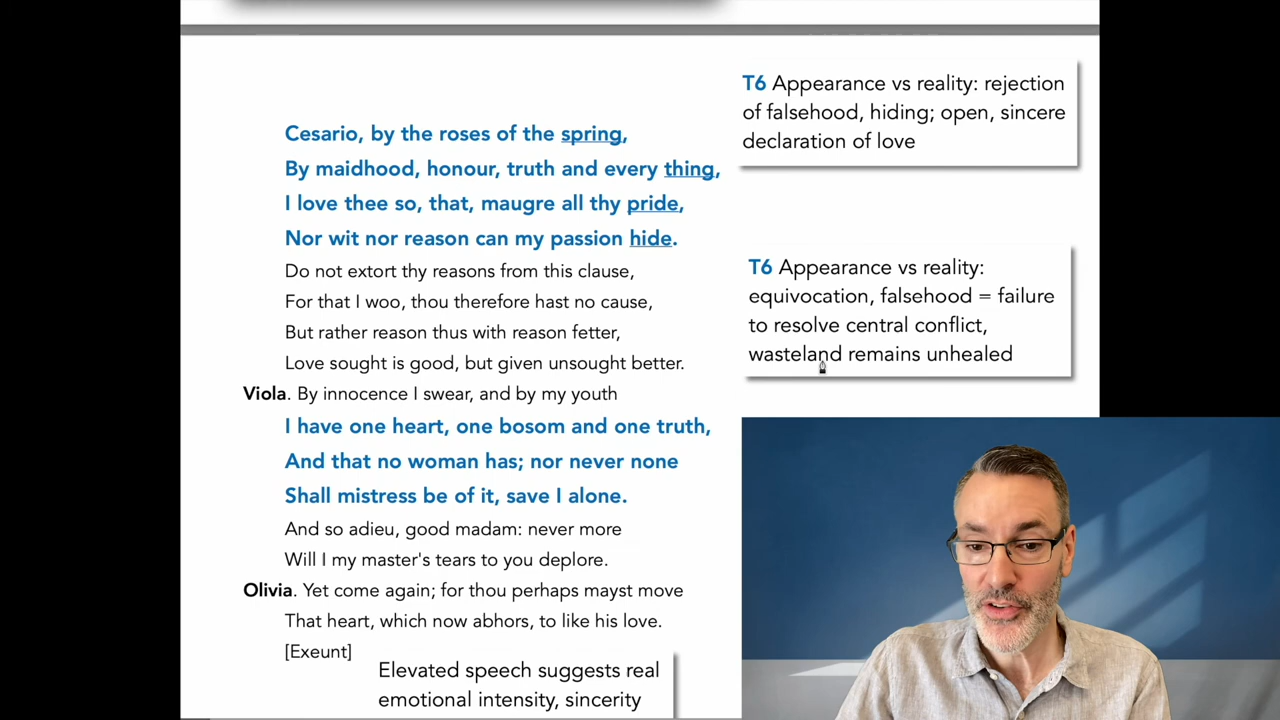 Cesario, by the roses of the spring,
By maidhood, honour, truth and every thing,
I love thee so, that, maugre all thy pride,
Nor wit nor reason can my passion hide.
Do not extort thy reasons from this clause,
For that I woo, thou therefore hast no cause,
But rather reason thus with reason fetter,
Love sought is good, but given unsought better.
Viola. By innocence I swear, and by my youth
I have one heart, one bosom and one truth,
And that no woman has; nor never none
Shall mistress be of it, save I alone.
And so adieu, good madam: never more
Will I my master's tears to you deplore.
Olivia. Yet come again; for thou perhaps mayst move
That heart, which now abhors, to like his love.
[Exeunt]
Elevated speech suggests real
emotional intensity, sincerity
T6 Appearance vs reality: rejection
of falsehood, hiding; open, sincere
declaration of love
T6 Appearance vs reality:
equivocation, falsehood = failure
to resolve central conflict,
wasteland remains unhealed